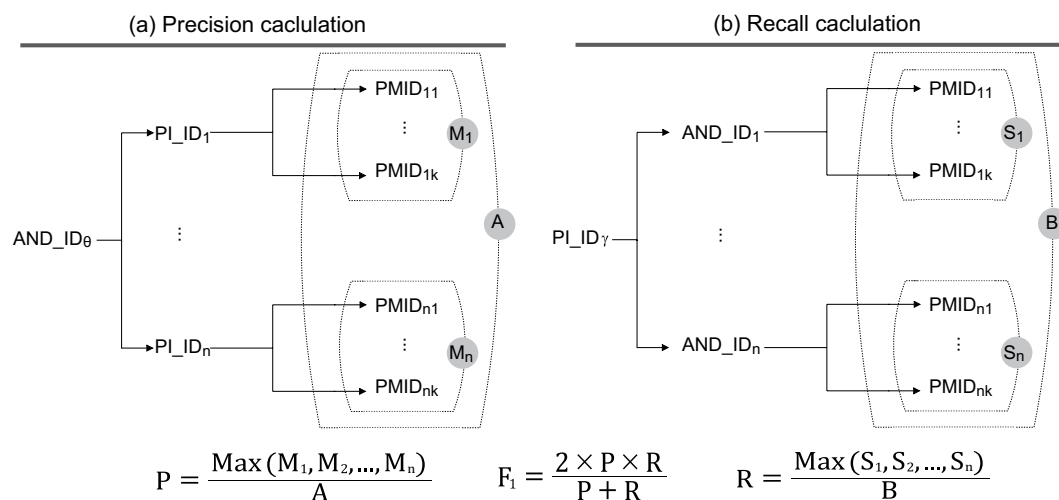 (a) Precision caclulation
PMID₁₁
⋮
PMID₁ₖ
M₁
PI_ID₁
AND_IDθ
⋮
A
PI_IDₙ
PMIDₙ₁
⋮
PMIDₙₖ
Mₙ
(b) Recall caclulation
PMID₁₁
⋮
PMID₁ₖ
S₁
AND_ID₁
PI_IDᵧ
⋮
B
AND_IDₙ
PMIDₙ₁
⋮
PMIDₙₖ
Sₙ
P = Max (M₁, M₂, ..., Mₙ) / A
F₁ = 2 × P × R / P + R
R = Max (S₁, S₂, ..., Sₙ) / B